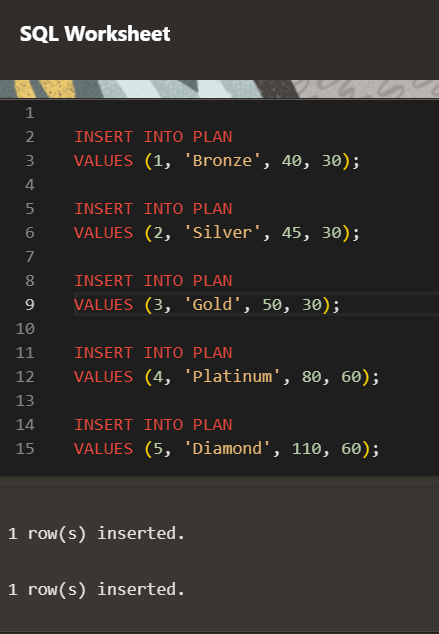 SQL Worksheet
1
2 INSERT INTO PLAN
3 VALUES (1, 'Bronze', 40, 30);
4
5 INSERT INTO PLAN
6 VALUES (2, 'Silver', 45, 30);
7
8 INSERT INTO PLAN
9 VALUES (3, 'Gold', 50, 30);
10
11 INSERT INTO PLAN
12 VALUES (4, 'Platinum', 80, 60);
13
14 INSERT INTO PLAN
15 VALUES (5, 'Diamond', 110, 60);
1 row(s) inserted.
1 row(s) inserted.